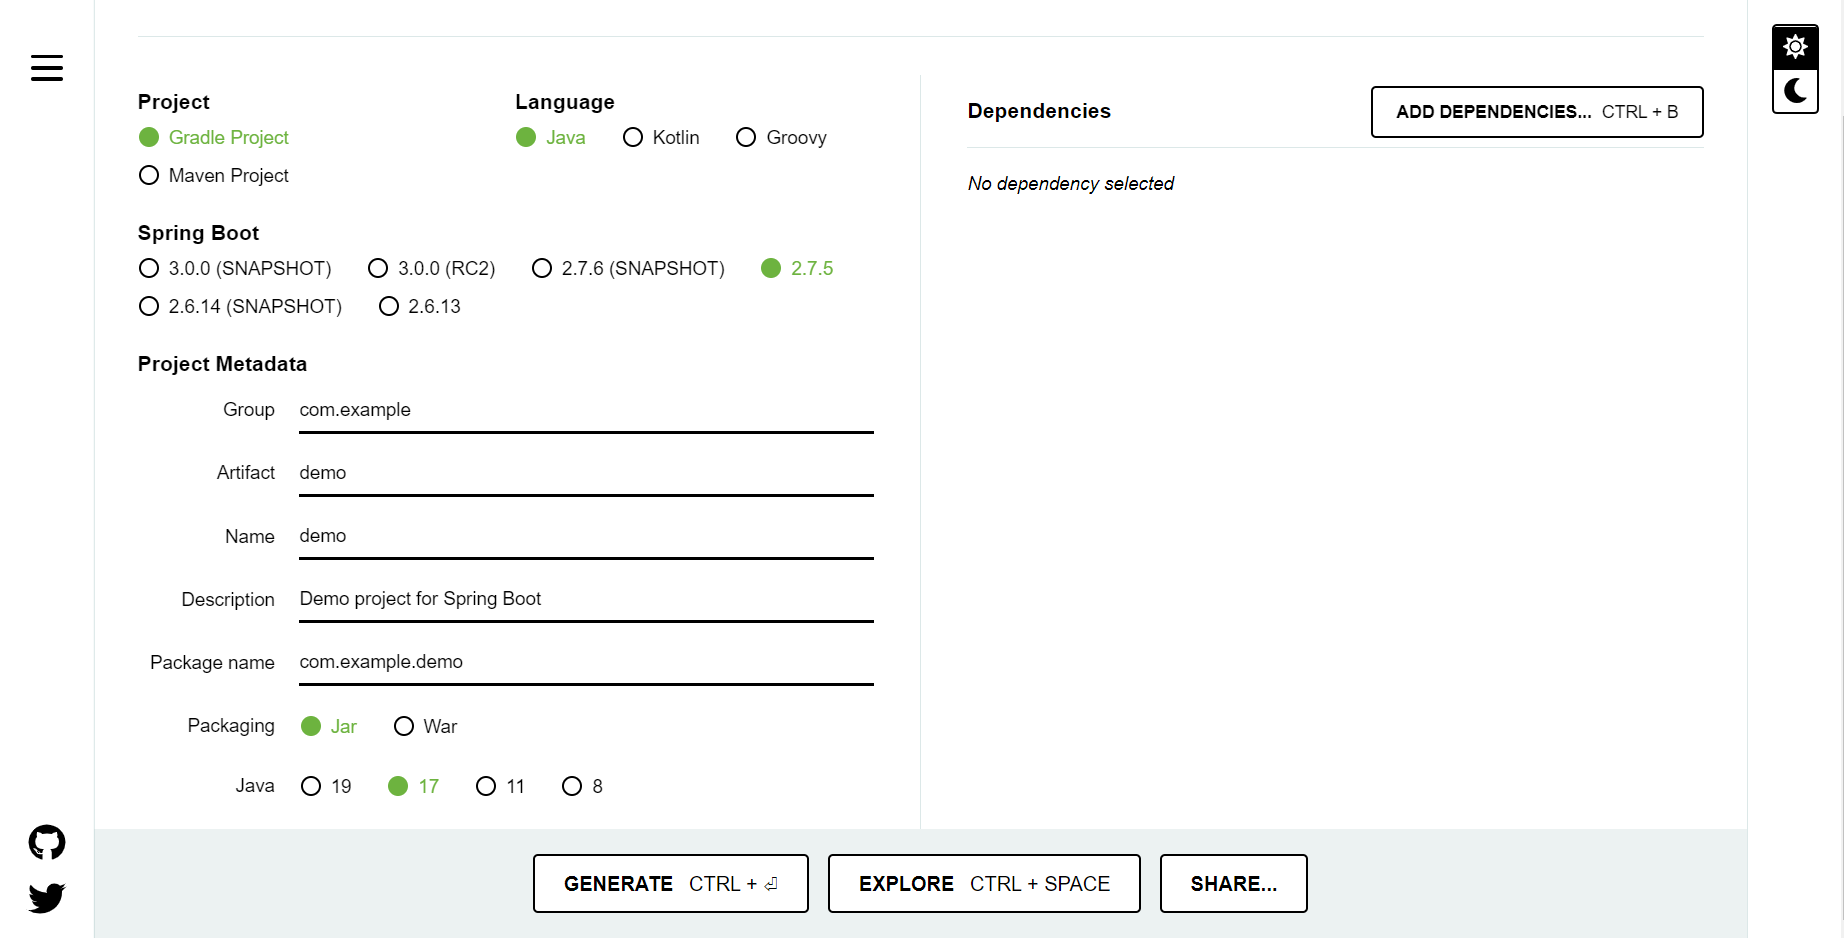 Project
Gradle Project
Maven Project
Language
Java Kotlin Groovy
Spring Boot
3.0.0 (SNAPSHOT) 3.0.0 (RC2) 2.7.6 (SNAPSHOT) 2.7.5
2.6.14 (SNAPSHOT) 2.6.13
Project Metadata
Group com.example
Artifact demo
Name demo
Description Demo project for Spring Boot
Package name com.example.demo
Packaging Jar War
Java 19 17 11 8
Dependencies
ADD DEPENDENCIES... CTRL + B
No dependency selected
GENERATE CTRL + ⏎
EXPLORE CTRL + SPACE
SHARE...